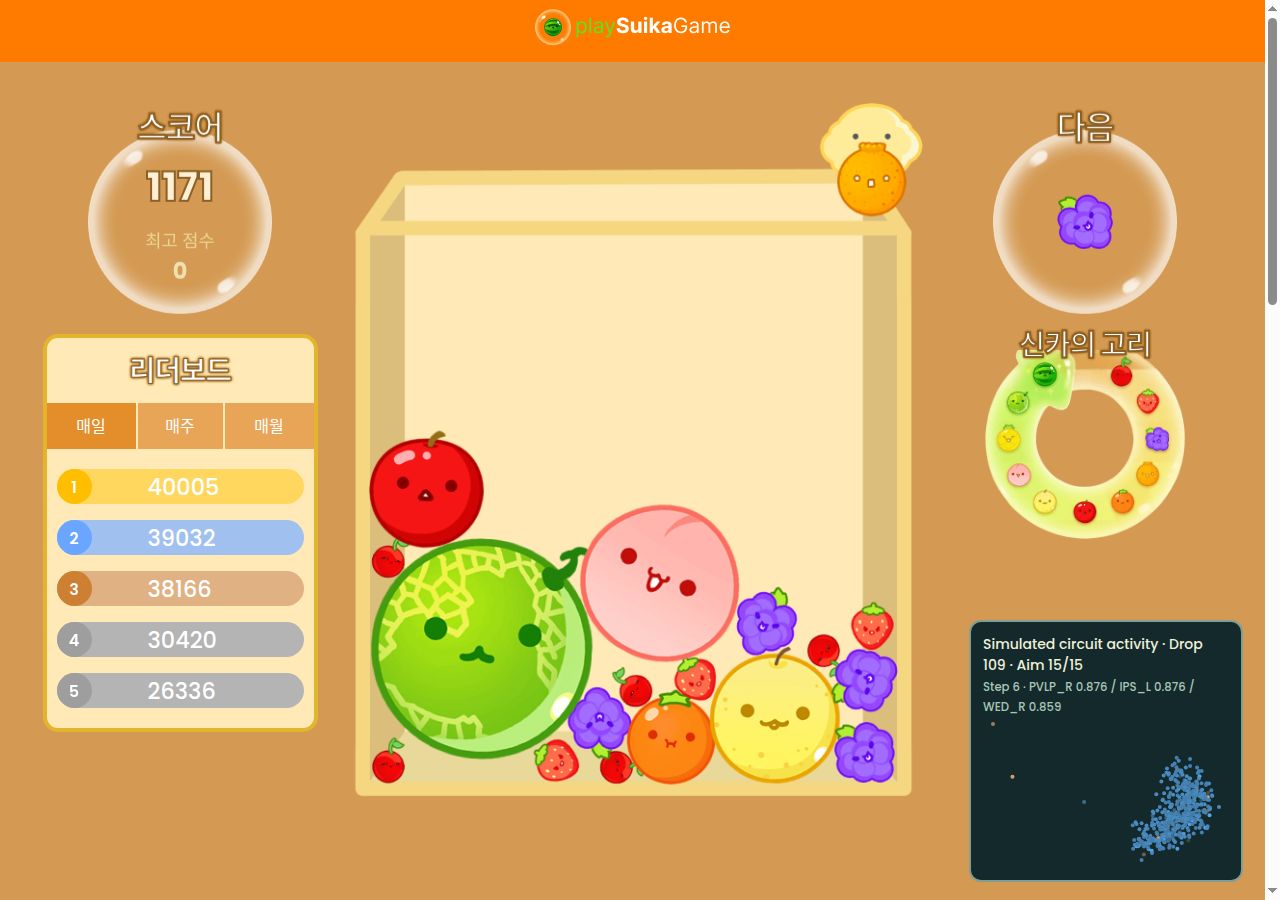 playSuikaGame
스코어
1171
최고 점수
0
다음
리더보드
매일
매주
매월
1 40005
2 39032
3 38166
4 30420
5 26336
신카의 고리
Simulated circuit activity · Drop
109 · Aim 15/15
Step 6 · PVLP_R 0.876 / IPS_L 0.876 /
WED_R 0.859